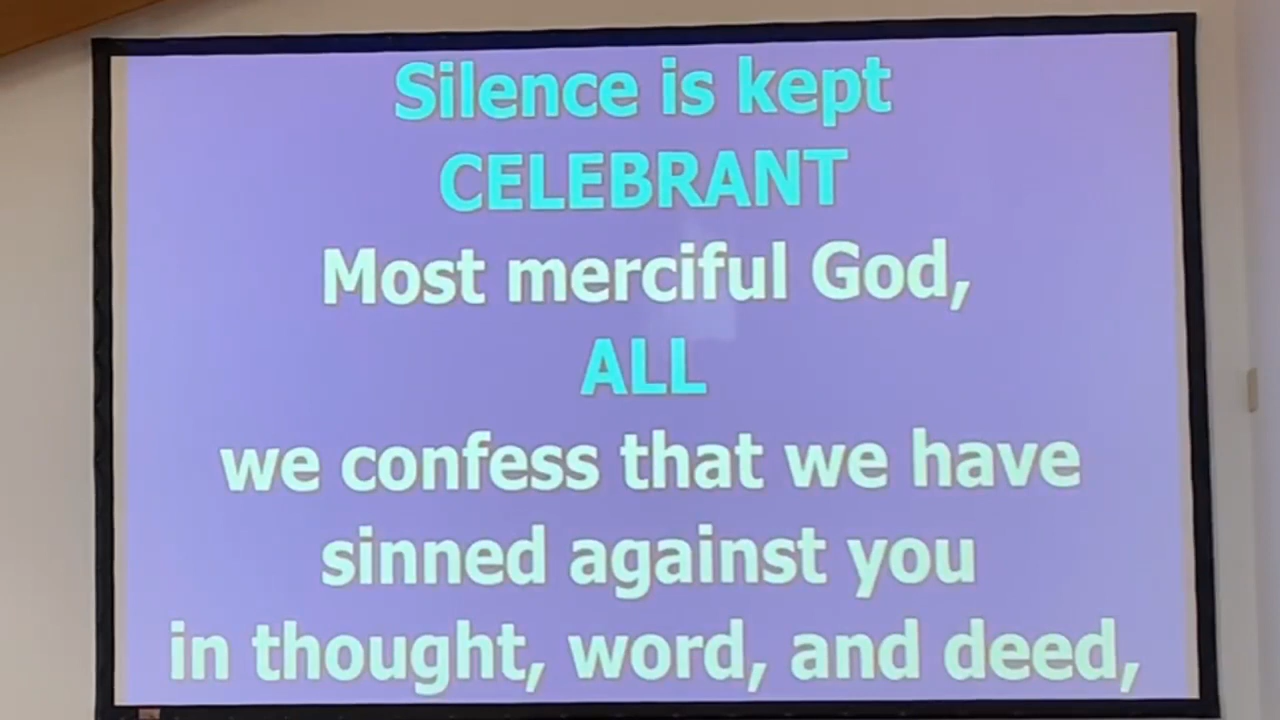 Silence is kept
CELEBRANT
Most merciful God,
ALL
we confess that we have
sinned against you
in thought, word, and deed,